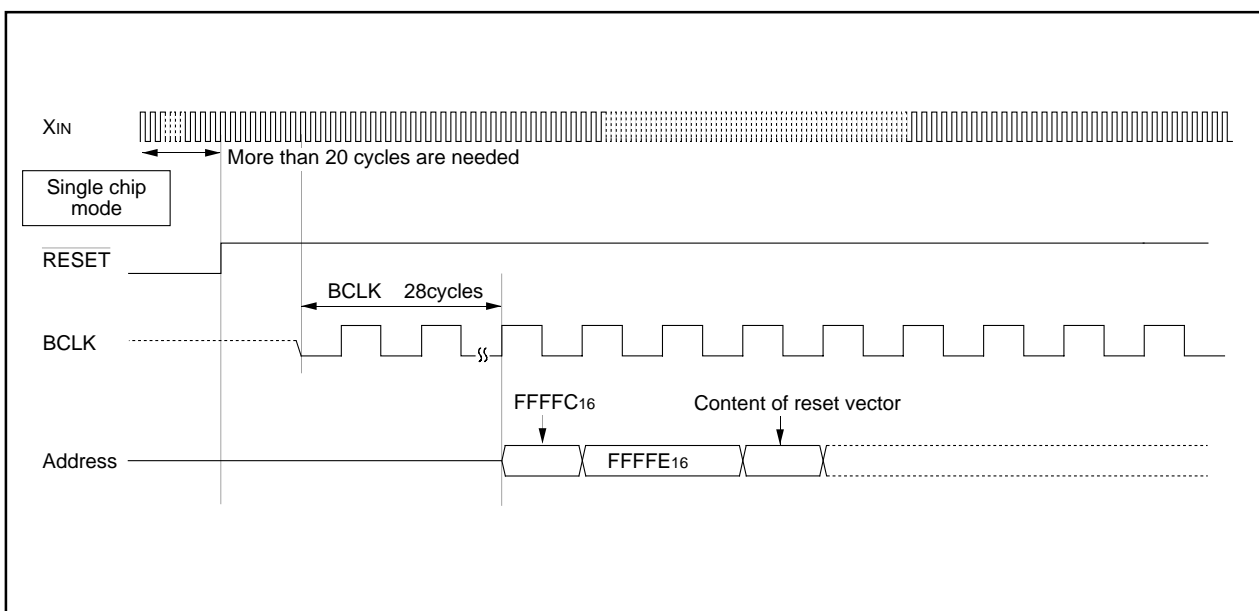 XIN
More than 20 cycles are needed
Single chip
mode
RESET
BCLK 28cycles
BCLK
FFFFC16
Content of reset vector
Address
FFFFE16